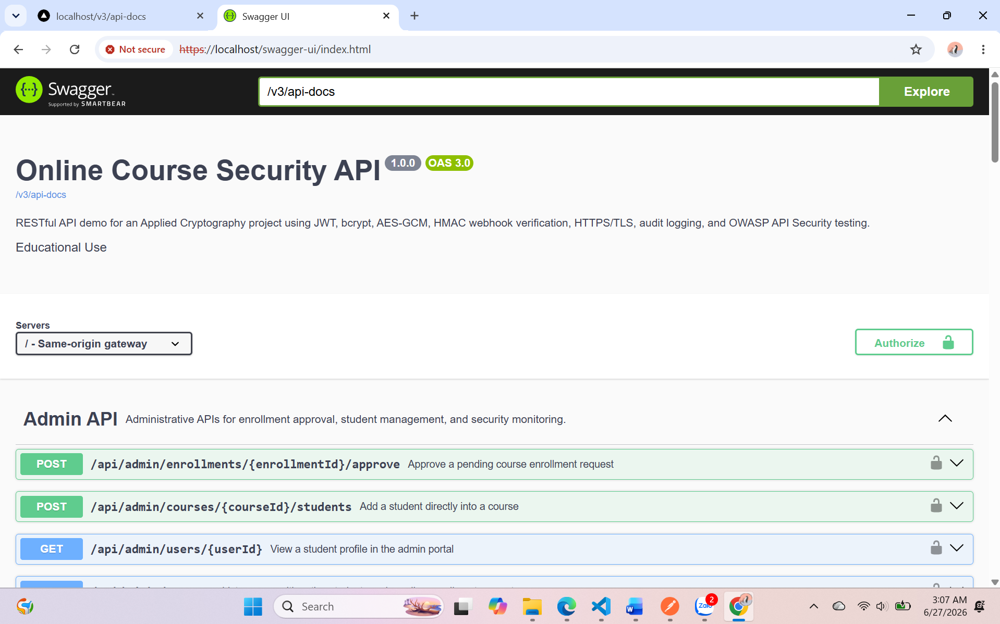 localhost/v3/api-docs
Swagger UI
Not secure
https://localhost/swagger-ui/index.html
Swagger
Supported by SMARTBEAR
/v3/api-docs
Explore
Online Course Security API 1.0.0 OAS 3.0
/v3/api-docs
RESTful API demo for an Applied Cryptography project using JWT, bcrypt, AES-GCM, HMAC webhook verification, HTTPS/TLS, audit logging, and OWASP API Security testing.
Educational Use
Servers
/ - Same-origin gateway
Authorize
Admin API Administrative APIs for enrollment approval, student management, and security monitoring.
POST /api/admin/enrollments/{enrollmentId}/approve Approve a pending course enrollment request
POST /api/admin/courses/{courseId}/students Add a student directly into a course
GET /api/admin/users/{userId} View a student profile in the admin portal
Search
Zalo
2
3:07 AM
6/27/2026